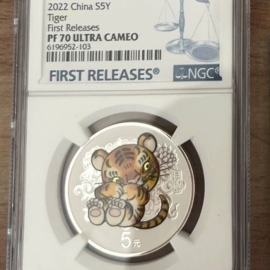 2022 China S5Y
Tiger
First Releases
PF 70 ULTRA CAMEO
6196952-103
FIRST RELEASES®
NGC
5元